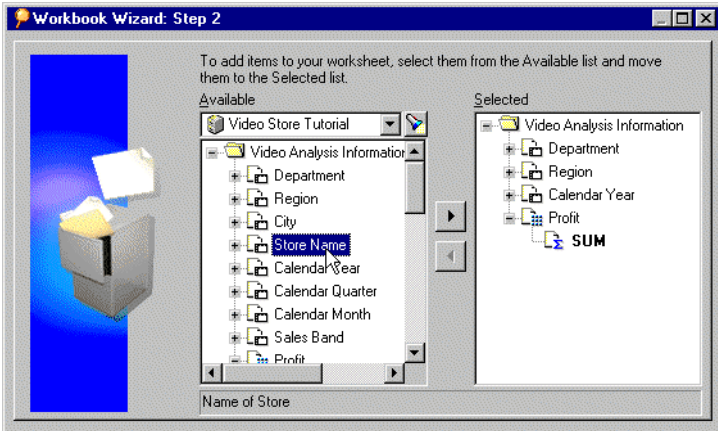 Workbook Wizard: Step 2
To add items to your worksheet, select them from the Available list and move
them to the Selected list.
Available
Video Store Tutorial
Video Analysis Information
Department
Region
City
Store Name
Calendar Year
Calendar Quarter
Calendar Month
Sales Band
Profit
Selected
Video Analysis Information
Department
Region
Calendar Year
Profit
SUM
Name of Store